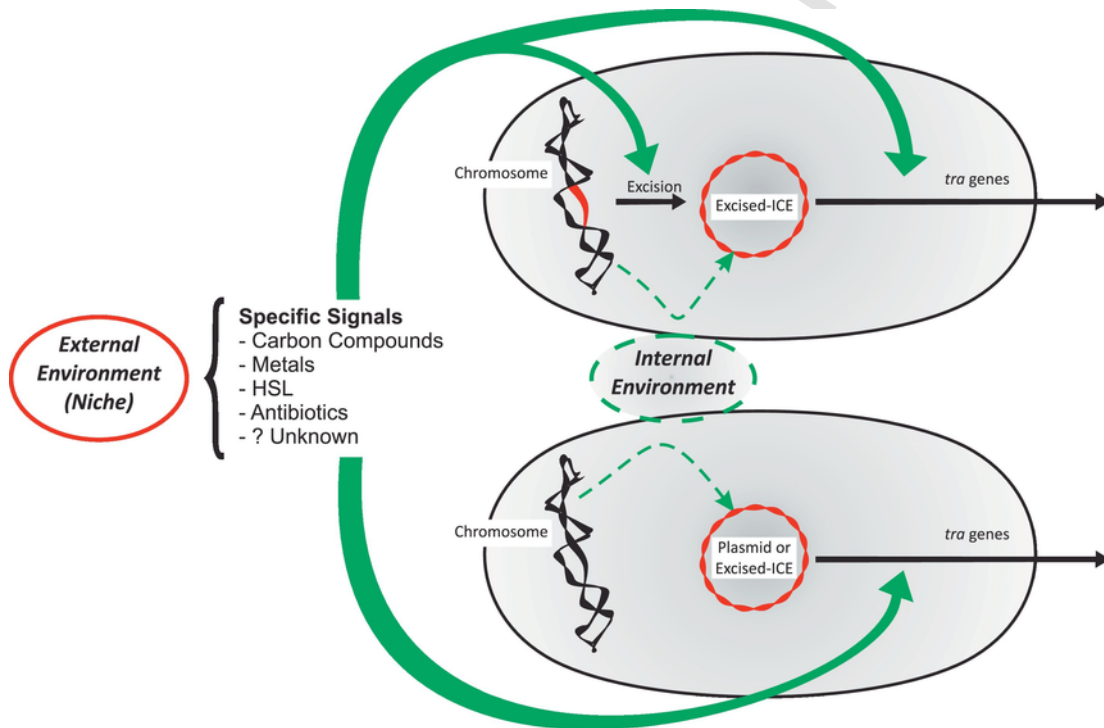 Chromosome
Excision
Excised-ICE
tra genes
External
Environment
(Niche)
Specific Signals
- Carbon Compounds
- Metals
- HSL
- Antibiotics
- ? Unknown
Internal
Environment
Chromosome
Plasmid or
Excised-ICE
tra genes